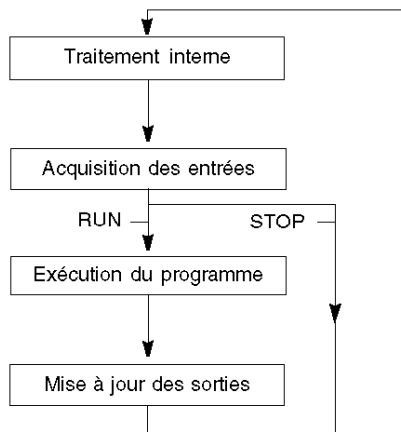 Traitement interne
Acquisition des entrées
RUN
STOP
Exécution du programme
Mise à jour des sorties